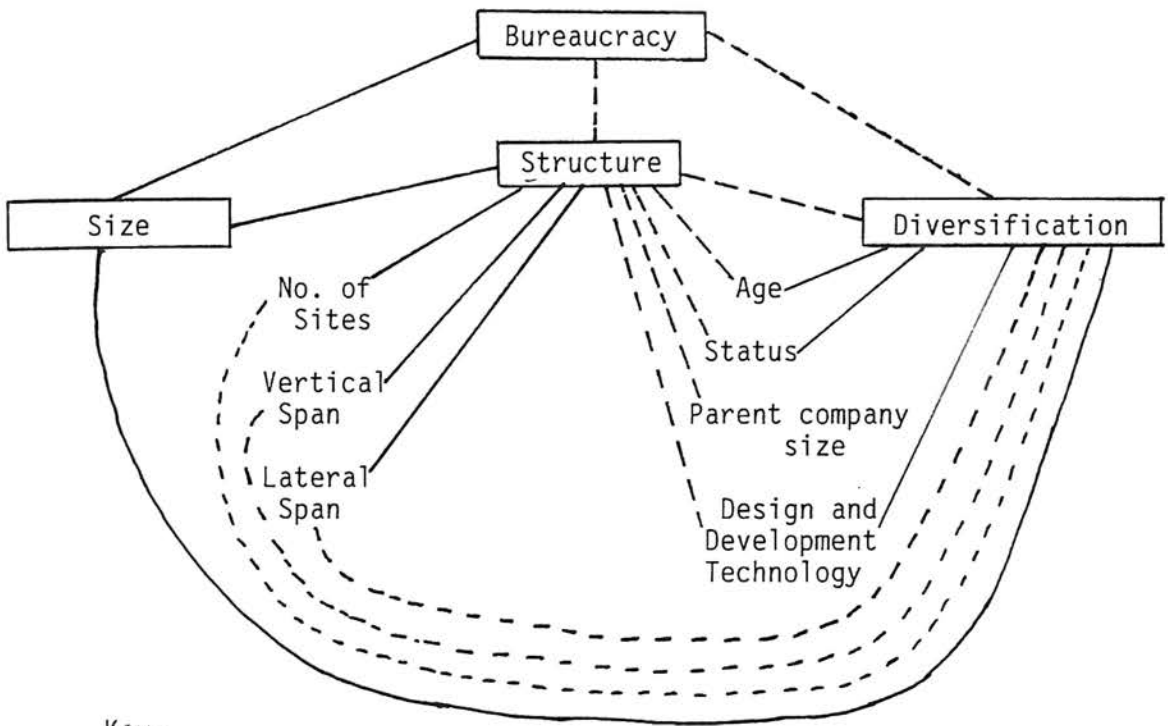 Bureaucracy
Structure
Size
Diversification
No. of
Sites
Age
Status
Vertical
Span
Parent company
size
Lateral
Span
Design and
Development
Technology